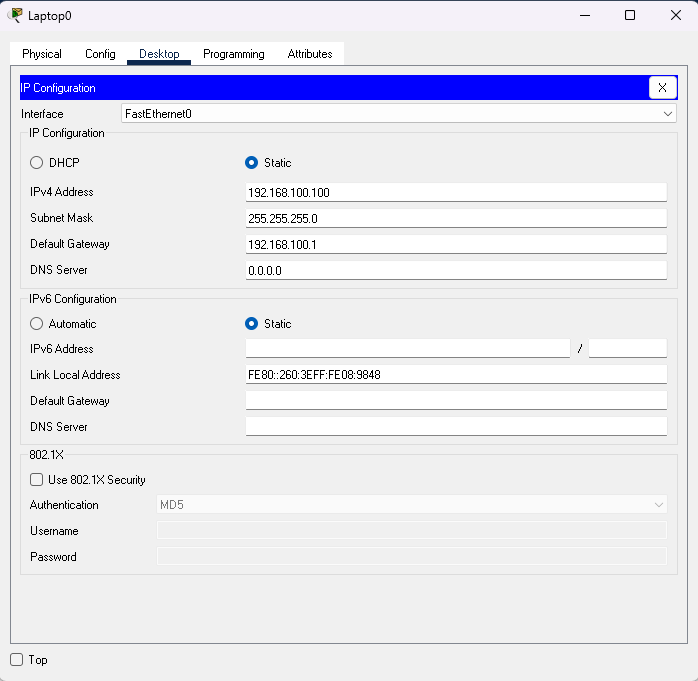 Laptop0
Physical Config Desktop Programming Attributes
IP Configuration X
Interface FastEthernet0
IP Configuration
DHCP Static
IPv4 Address 192.168.100.100
Subnet Mask 255.255.255.0
Default Gateway 192.168.100.1
DNS Server 0.0.0.0
IPv6 Configuration
Automatic Static
IPv6 Address /
Link Local Address FE80::260:3EFF:FE08:9848
Default Gateway
DNS Server
802.1X
Use 802.1X Security
Authentication MD5
Username
Password
Top